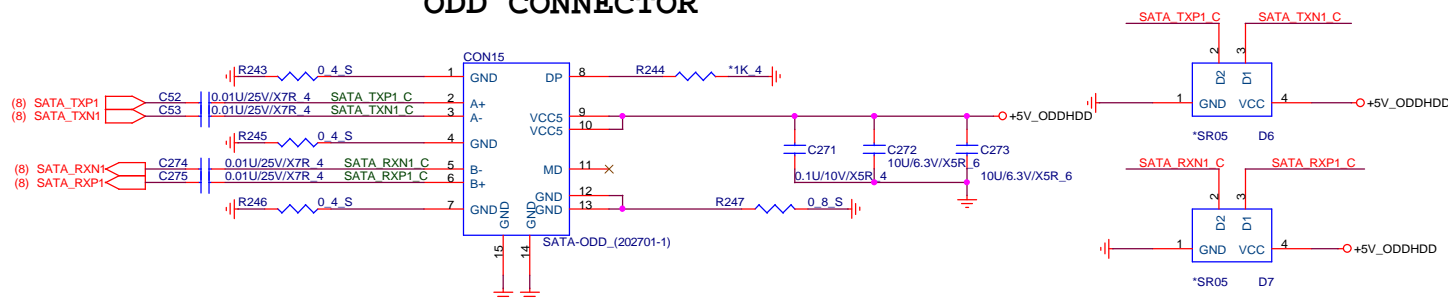 ODD CONNECTOR
SATA_TXP1_C SATA_TXN1_C
2 3
D2 D1
1 GND VCC 4 +5V_ODDHDD
*SR05 D6
CON15
R243 0_4_S 1 GND DP 8 R244 *1K_4
(8) SATA_TXP1 C52 0.01U/25V/X7R_4 SATA_TXP1_C 2 A+
(8) SATA_TXN1 C53 0.01U/25V/X7R_4 SATA_TXN1_C 3 A-
VCC5 9 +5V_ODDHDD
VCC5 10
R245 0_4_S 4 GND
C271 C272 C273
0.1U/10V/X5R_4 10U/6.3V/X5R_6 10U/6.3V/X5R_6
(8) SATA_RXN1 C274 0.01U/25V/X7R_4 SATA_RXN1_C 5 B-
(8) SATA_RXP1 C275 0.01U/25V/X7R_4 SATA_RXP1_C 6 B+
MD 11
GND 12
R246 0_4_S 7 GND GND 13 R247 0_8_S
GND GND
15 14
SATA-ODD_(202701-1)
SATA_RXN1_C SATA_RXP1_C
2 3
D2 D1
1 GND VCC 4 +5V_ODDHDD
*SR05 D7